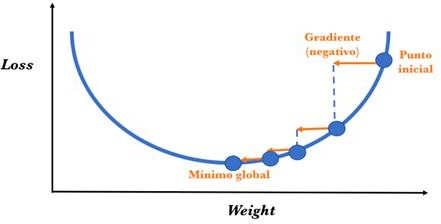 Gradiente
(negativo)
Punto
inicial
Loss
Mínimo global
Weight